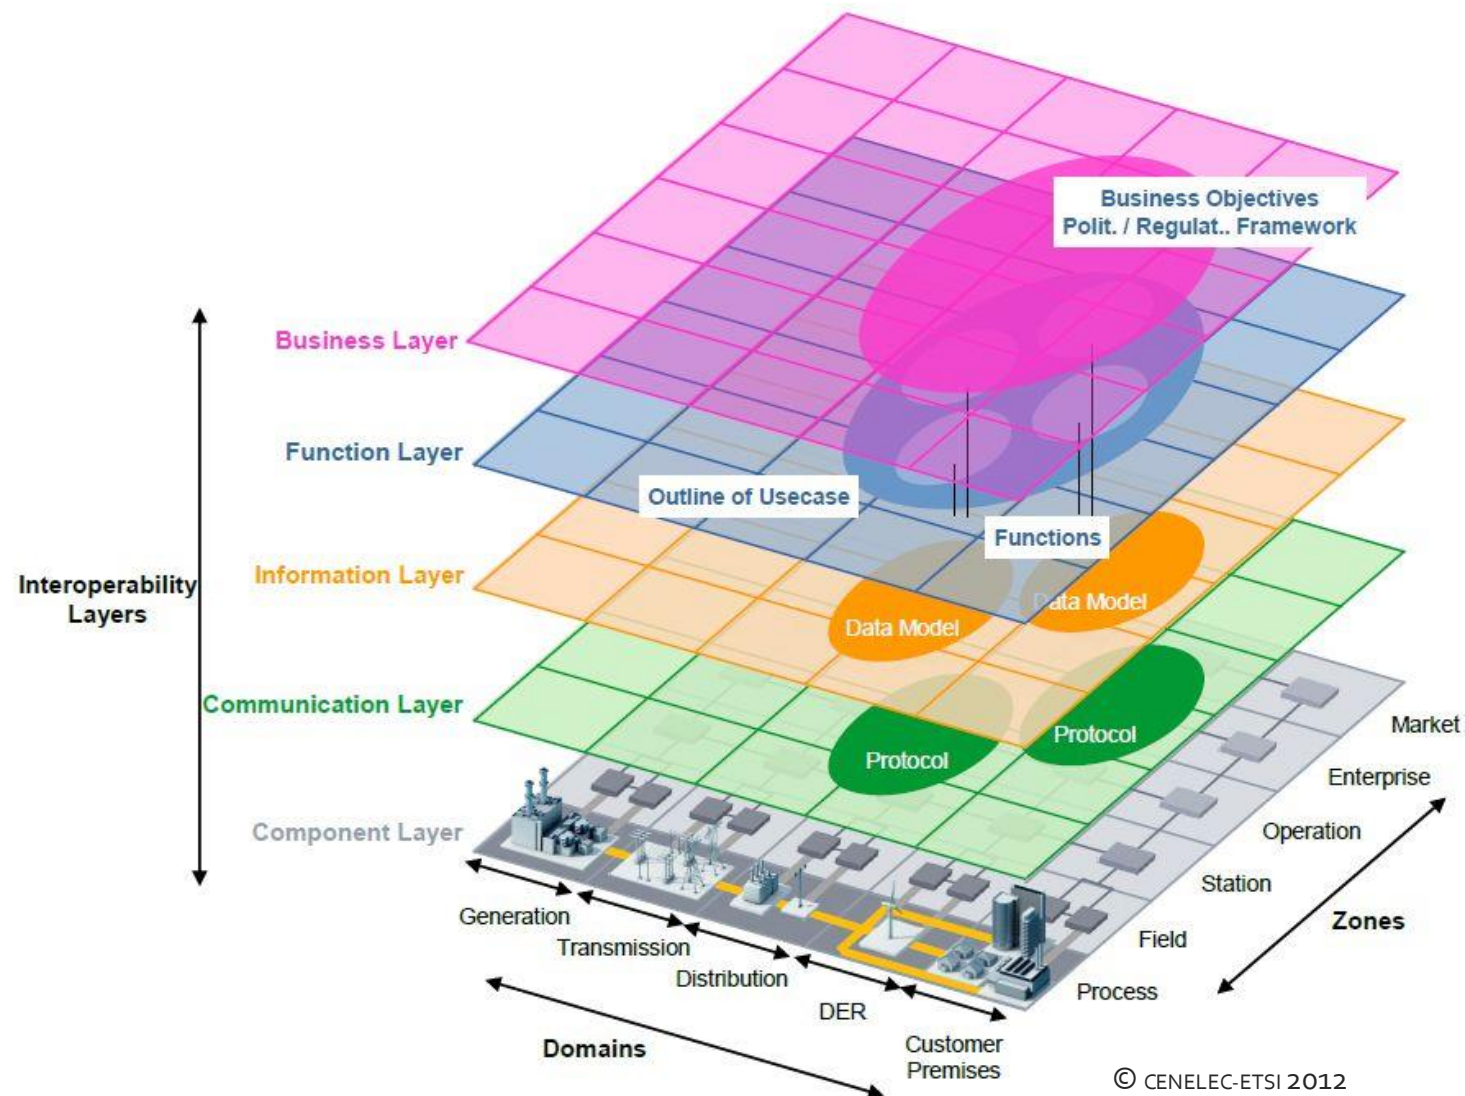 Business Objectives
Polit. / Regulat.. Framework
Business Layer
Function Layer
Outline of Usecase
Functions
Interoperability
Layers
Information Layer
Data Model
Data Model
Communication Layer
Protocol
Protocol
Component Layer
Market
Enterprise
Operation
Station
Field
Process
Zones
Generation
Transmission
Distribution
DER
Customer
Premises
Domains
© CENELEC-ETSI 2012